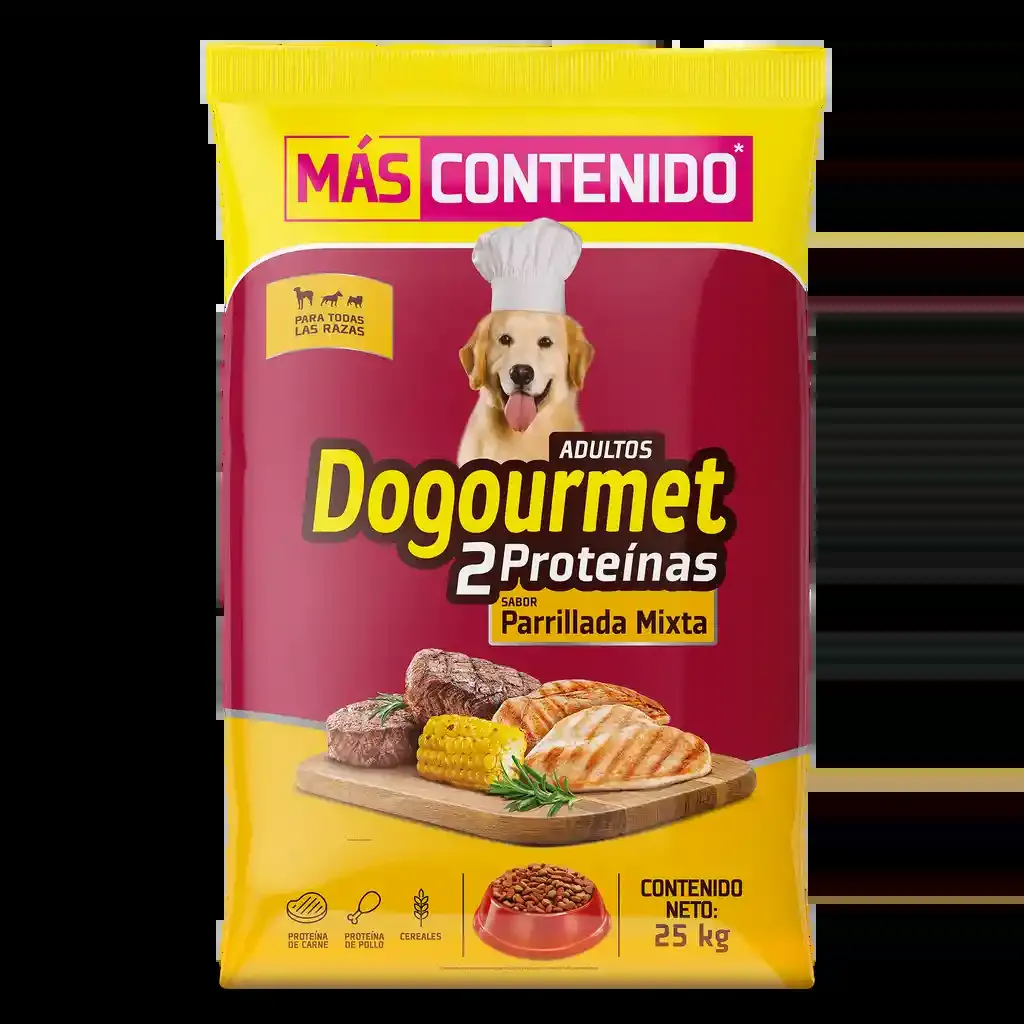 MÁS CONTENIDO*
PARA TODAS
LAS RAZAS
ADULTOS
Dogourmet
2 Proteínas
SABOR
Parrillada Mixta
PROTEÍNA
DE CARNE
PROTEÍNA
DE POLLO
CEREALES
CONTENIDO
NETO:
25 kg